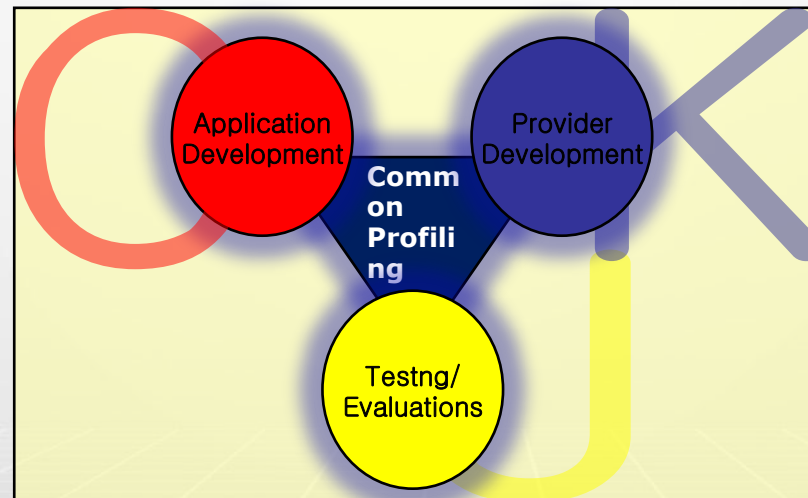 C
K
J
Application
Development
Provider
Development
Comm
on
Profili
ng
Testng/
Evaluations